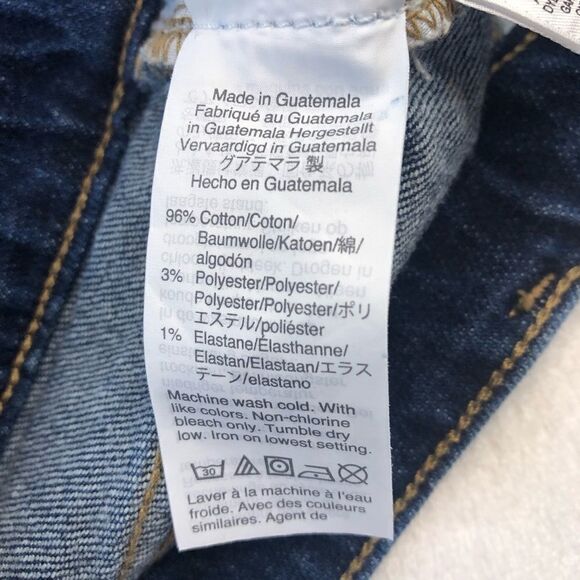 Made in Guatemala
Fabriqué au Guatemala
in Guatemala Hergestellt
Vervaardigd in Guatemala
グアテマラ 製
Hecho en Guatemala
96% Cotton/Coton/
Baumwolle/Katoen/綿/
algodón
3% Polyester/Polyester/
Polyester/Polyester/ポリ
エステル/poliéster
1% Elastane/Élasthanne/
Elastan/Elastaan/エラス
テーン/elastano
Machine wash cold. With
like colors. Non-chlorine
bleach only. Tumble dry
low. Iron on lowest setting.
30
Laver à la machine à l'eau
froide. Avec des couleurs
similaires. Agent de